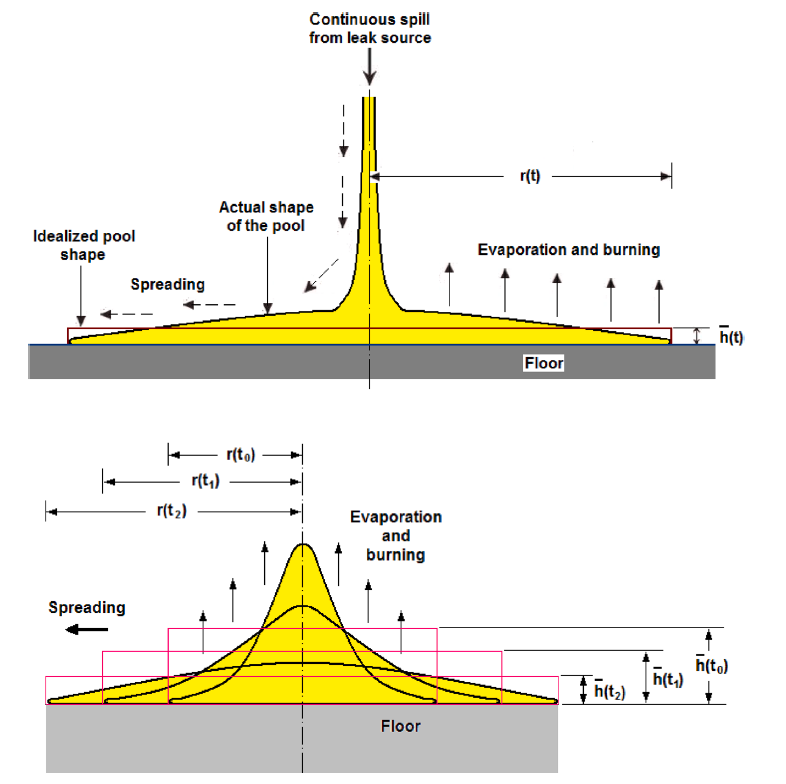 Continuous spill
from leak source
r(t)
Actual shape
of the pool
Idealized pool
shape
Evaporation and burning
Spreading
h̅(t)
Floor
r(t₀)
r(t₁)
r(t₂)
Evaporation
and
burning
Spreading
h̅(t₀)
h̅(t₁)
h̅(t₂)
Floor